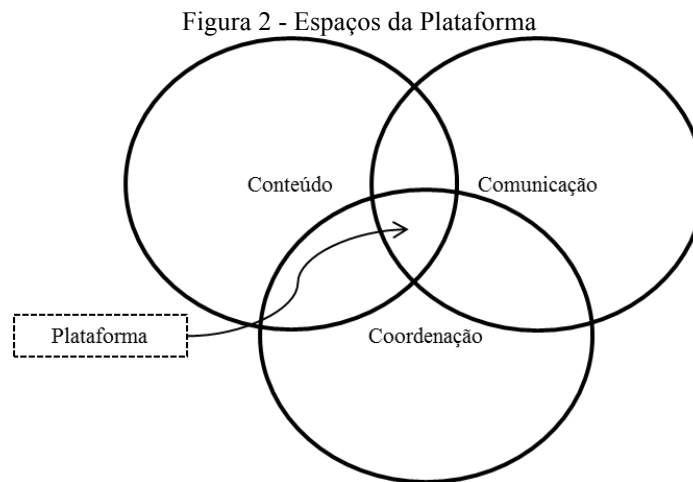 Figura 2 - Espaços da Plataforma
Conteúdo
Comunicação
Plataforma
Coordenação